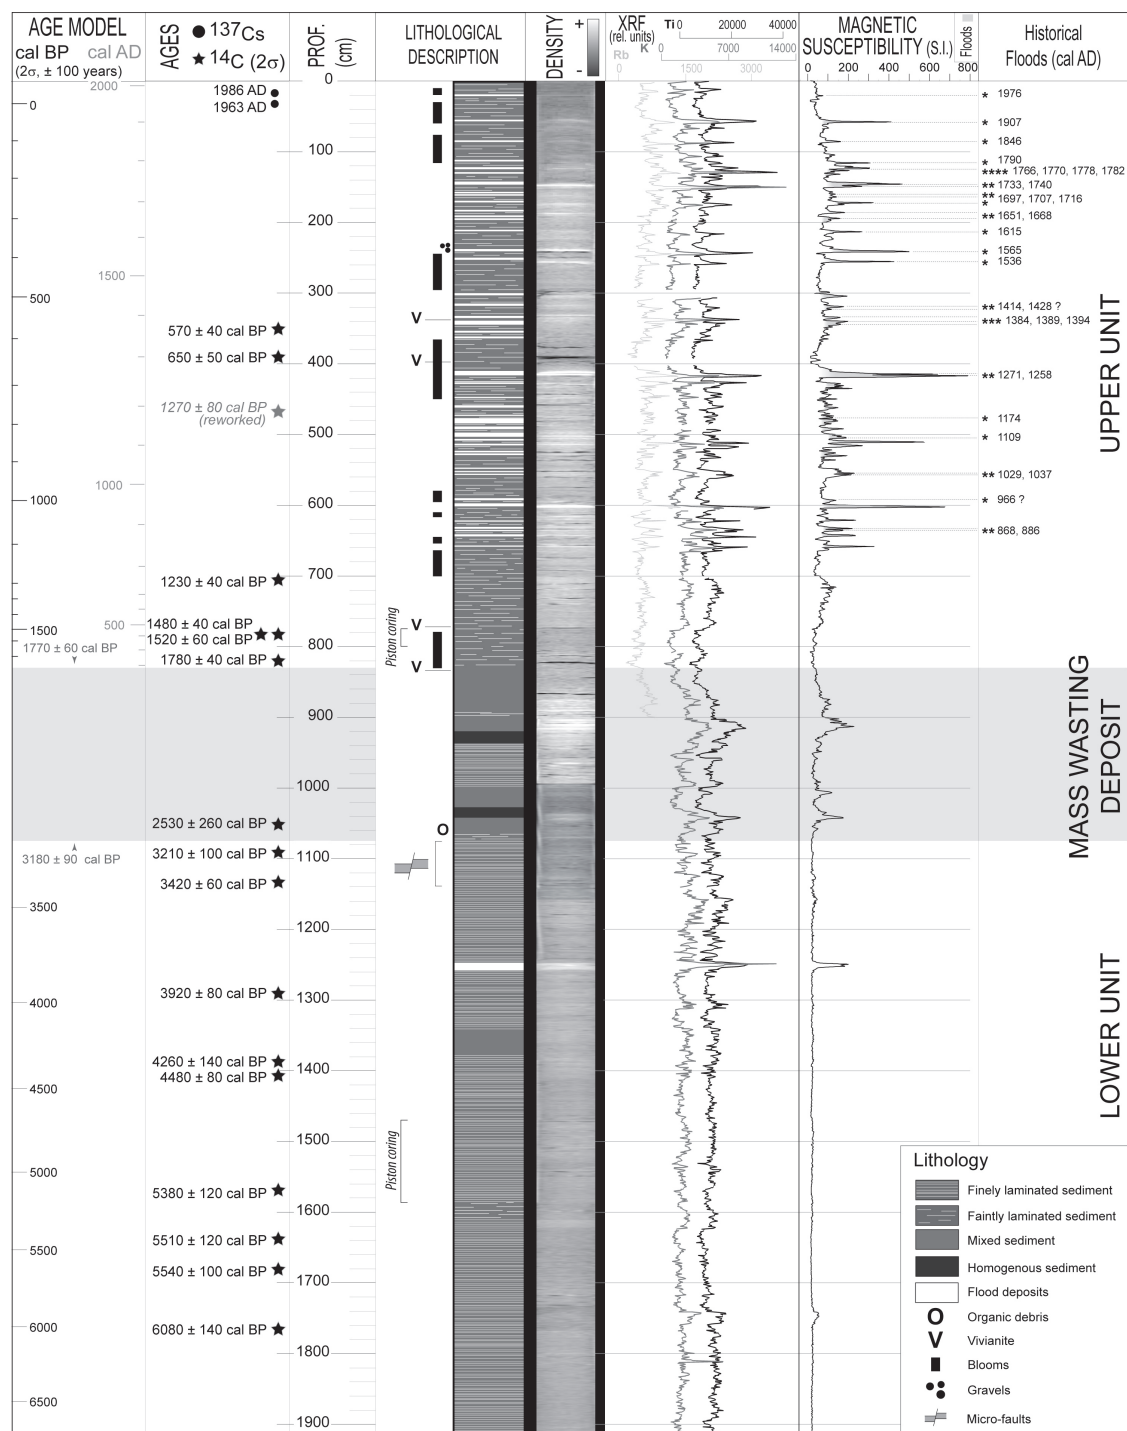 AGE MODEL
cal BP cal AD
(2σ, ± 100 years)
AGES
137Cs
14C (2σ)
PROF.
(cm)
LITHOLOGICAL
DESCRIPTION
DENSITY
+
-
XRF
(rel. units)
Ti 0 20000 40000
K 0 7000 14000
Rb 0 1500 3000
MAGNETIC
SUSCEPTIBILITY (S.I.)
0 200 400 600 800
Floods
Historical
Floods (cal AD)
2000
0
1500
500
1000
1000
500
1500
1770 ± 60 cal BP
3180 ± 90 cal BP
3500
4000
4500
5000
5500
6000
6500
1986 AD
1963 AD
570 ± 40 cal BP
650 ± 50 cal BP
1270 ± 80 cal BP
(reworked)
1230 ± 40 cal BP
1480 ± 40 cal BP
1520 ± 60 cal BP
1780 ± 40 cal BP
2530 ± 260 cal BP
3210 ± 100 cal BP
3420 ± 60 cal BP
3920 ± 80 cal BP
4260 ± 140 cal BP
4480 ± 80 cal BP
5380 ± 120 cal BP
5510 ± 120 cal BP
5540 ± 100 cal BP
6080 ± 140 cal BP
0
100
200
300
400
500
600
700
800
900
1000
1100
1200
1300
1400
1500
1600
1700
1800
1900
V
V
V
Piston coring
V
O
Piston coring
* 1976
* 1907
* 1846
* 1790
**** 1766, 1770, 1778, 1782
** 1733, 1740
** 
* 1697, 1707, 1716
** 1651, 1668
* 1615
* 1565
* 1536
** 1414, 1428 ?
*** 1384, 1389, 1394
** 1271, 1258
* 1174
* 1109
** 1029, 1037
* 966 ?
** 868, 886
UPPER UNIT
MASS WASTING
DEPOSIT
LOWER UNIT
Lithology
Finely laminated sediment
Faintly laminated sediment
Mixed sediment
Homogenous sediment
Flood deposits
O Organic debris
V Vivianite
Blooms
Gravels
Micro-faults